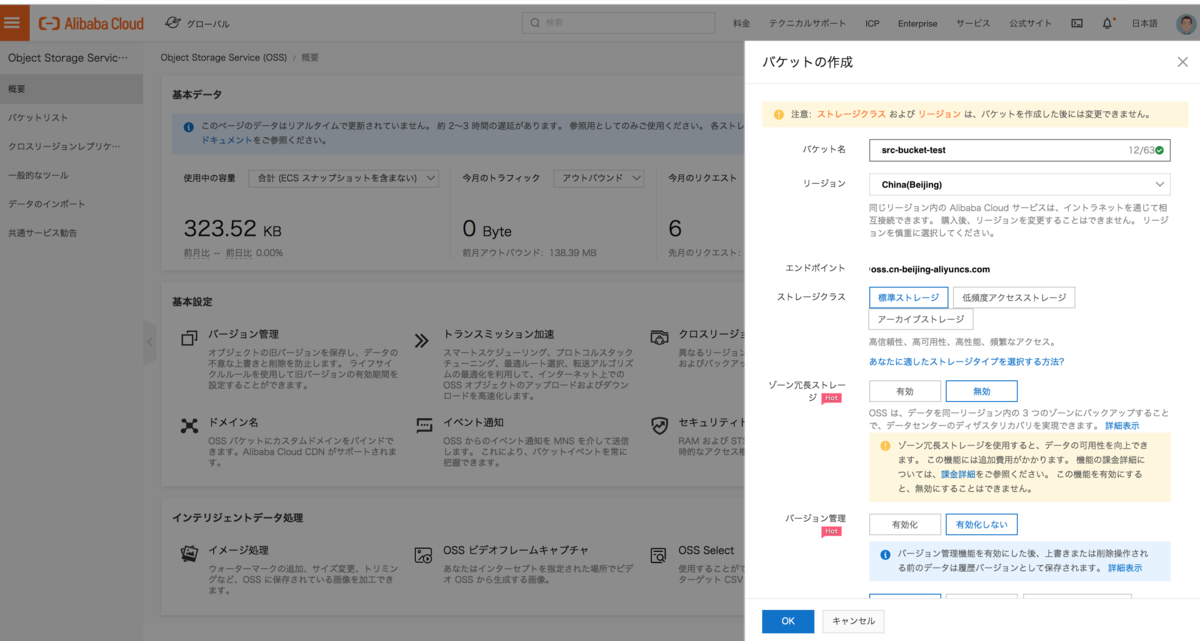 Alibaba Cloud
グローバル
検索
料金
テクニカルサポート
ICP
Enterprise
サービス
公式サイト
日本語
Object Storage Servic…
概要
バケットリスト
クロスリージョンレプリケ…
一般的なツール
データのインポート
共通サービス勧告
Object Storage Service (OSS) / 概要
基本データ
このページのデータはリアルタイムで更新されていません。 約 2〜3 時間の遅延があります。 参照用としてのみご使用ください。 各ストレ
ドキュメントをご参照ください。
使用中の容量
合計 (ECS スナップショットを含まない)
323.52 KB
前月比 -- 前日比 0.00%
今月のトラフィック
アウトバウンド
0 Byte
前月アウトバウンド: 138.39 MB
今月のリクエスト
6
先月のリクエスト:
基本設定
バージョン管理
オブジェクトの旧バージョンを保存し、データの
不意な上書きと削除を防止します。 ライフサイ
クルルールを使用して旧バージョンの有効期間を
設定することができます。
トランスミッション加速
スマートスケジューリング、プロトコルスタック
チューニング、最適ルート選択、転送アルゴリズ
ムの最適化を利用して、インターネット上での
OSS オブジェクトのアップロードおよびダウン
ロードを高速化します。
クロスリージョ
異なるリージョン
およびバックアッ
ドメイン名
OSS バケットにカスタムドメインをバインドで
きます。Alibaba Cloud CDN がサポートされま
す。
イベント通知
OSS からのイベント通知を MNS を介して送信
します。 これにより、バケットイベントを常に
把握できます。
セキュリティト
RAM および ST
時的なアクセス
インテリジェントデータ処理
イメージ処理
ウォーターマークの追加、サイズ変更、トリミン
グなど、OSS に保存されている画像を加工でき
ます。
OSS ビデオフレームキャプチャ
あなたはインターセプトを指定された場所でビデ
オ OSS から生成する画像。
OSS Select
使用することが
ターゲット CSV
バケットの作成
注意: ストレージクラス および リージョン は、バケットを作成した後には変更できません。
バケット名
src-bucket-test
12/63
リージョン
China(Beijing)
同じリージョン内の Alibaba Cloud サービスは、イントラネットを通じて相
互接続できます。 購入後、リージョンを変更することはできません。 リージ
ョンを慎重に選択してください。
エンドポイント
oss.cn-beijing-aliyuncs.com
ストレージクラス
標準ストレージ
低頻度アクセスストレージ
アーカイブストレージ
高信頼性、高可用性、高性能、頻繁なアクセス。
あなたに適したストレージタイプを選択する方法?
ゾーン冗長ストレー
ジ Hot
有効
無効
OSS は、データを同一リージョン内の 3 つのゾーンにバックアップすること
で、データセンターのディザスタリカバリを実現できます。 詳細表示
ゾーン冗長ストレージを使用すると、データの可用性を向上でき
ます。 この機能には追加費用がかかります。 機能の課金詳細に
ついては、課金詳細をご参照ください。 この機能を有効にする
と、無効にすることはできません。
バージョン管理
Hot
有効化
有効化しない
バージョン管理機能を有効にした後、上書きまたは削除操作され
る前のデータは履歴バージョンとして保存されます。 詳細表示
OK
キャンセル